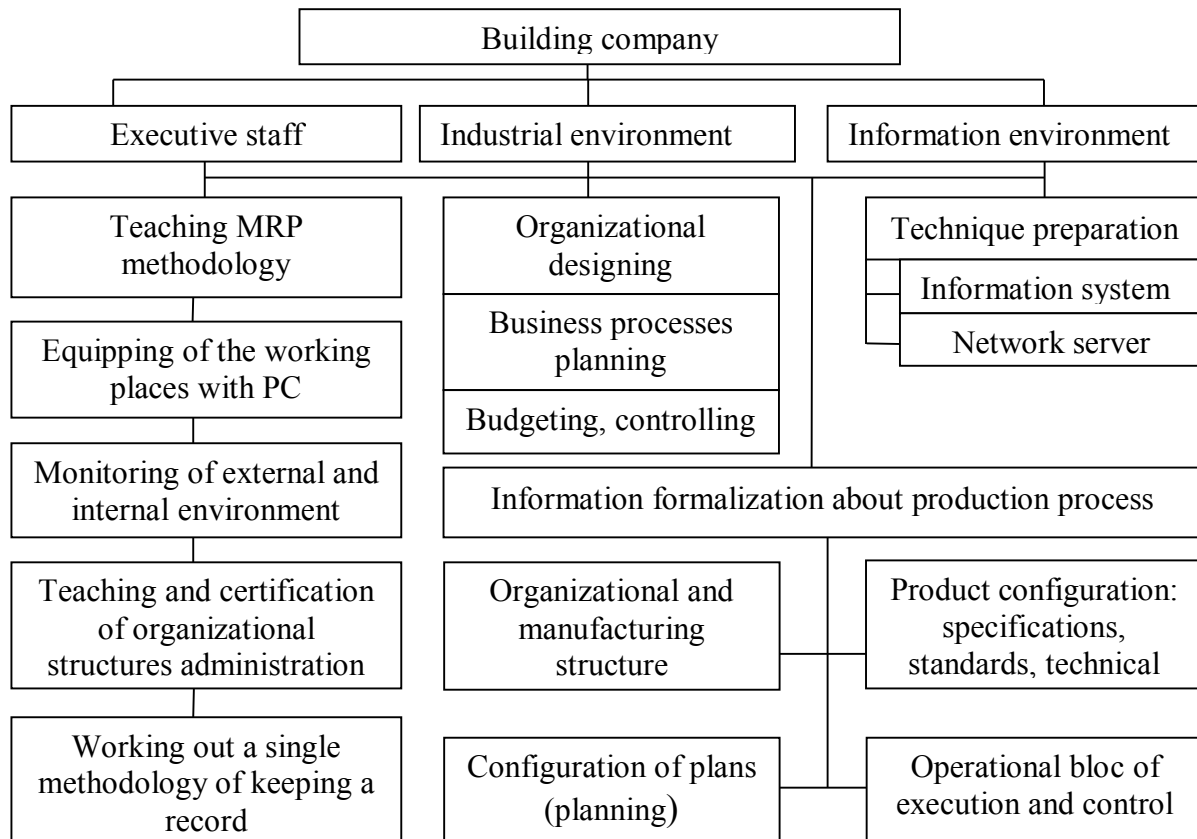 Building company
Executive staff
Industrial environment
Information environment
Teaching MRP
methodology
Equipping of the working
places with PC
Monitoring of external and
internal environment
Teaching and certification
of organizational
structures administration
Working out a single
methodology of keeping a
record
Organizational
designing
Business processes
planning
Budgeting, controlling
Technique preparation
Information system
Network server
Information formalization about production process
Organizational and
manufacturing
structure
Product configuration:
specifications,
standards, technical
Configuration of plans
(planning)
Operational bloc of
execution and control